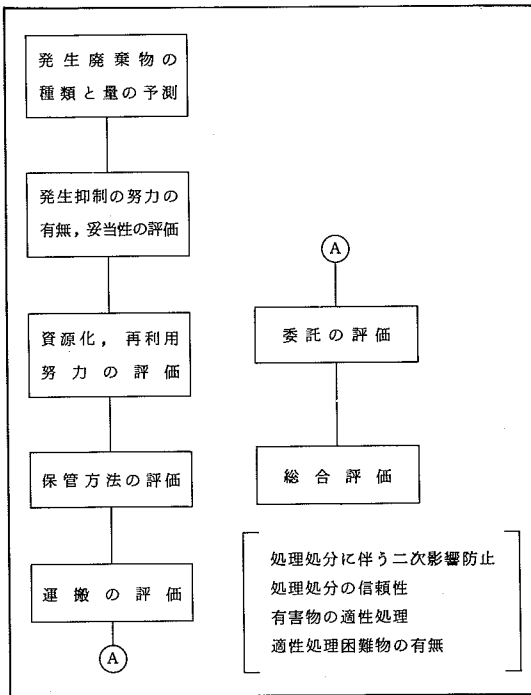 発生廃棄物の
種類と量の予測
発生抑制の努力の
有無，妥当性の評価
資源化，再利用
努力の評価
保管方法の評価
運搬の評価
A
A
委託の評価
総合評価
処理処分に伴う二次影響防止
処理処分の信頼性
有害物の適性処理
適性処理困難物の有無